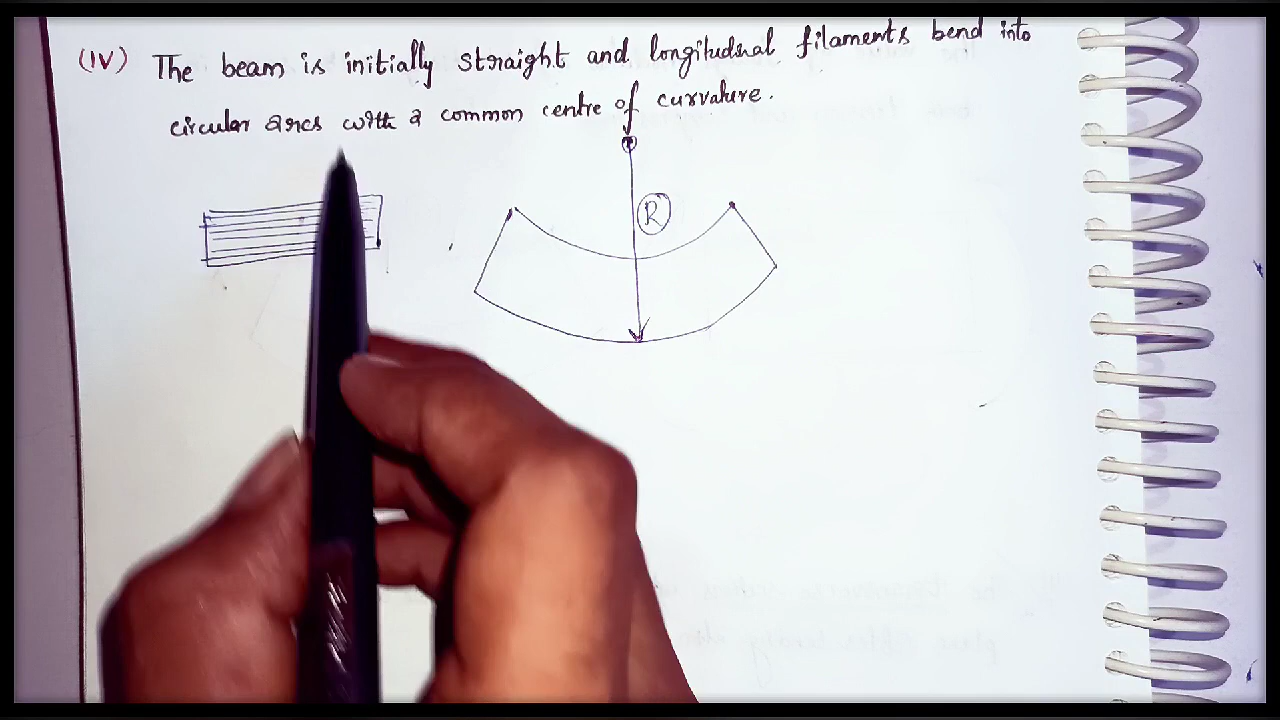 (IV) The beam is initially straight and longitudinal filaments bend into
circular arcs with a common centre of curvature.
R